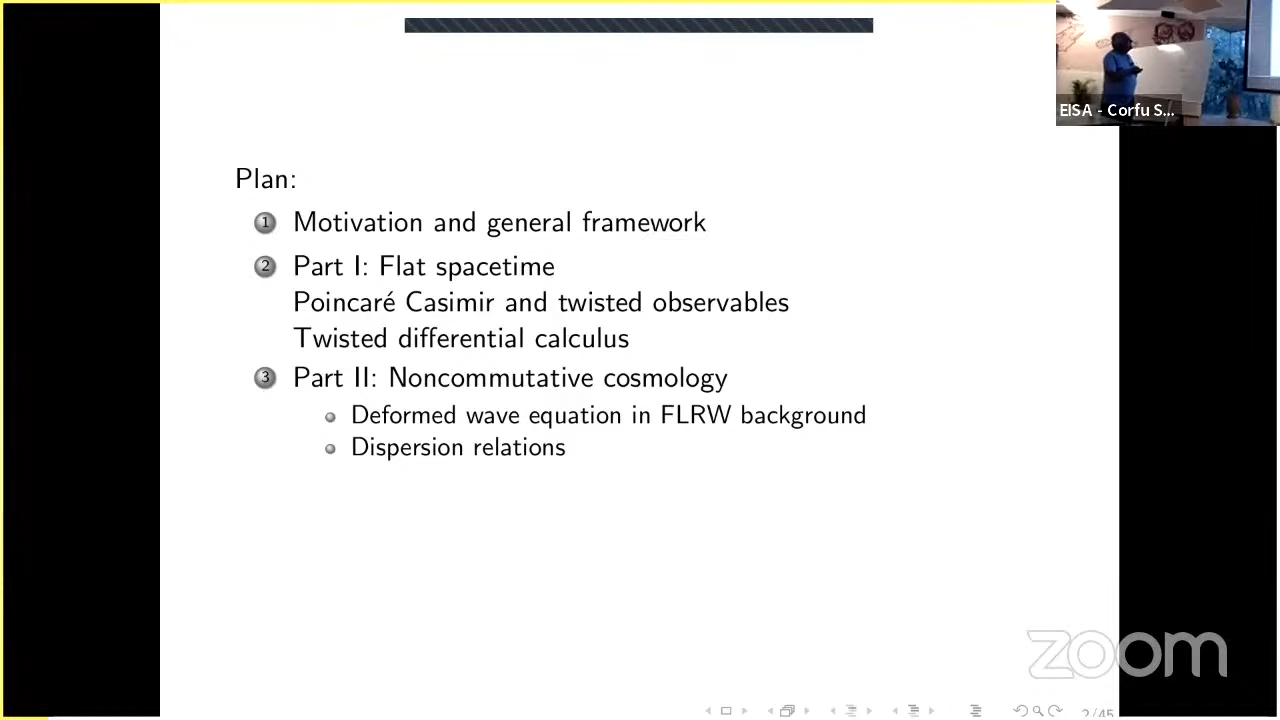 EISA - Corfu S...
Plan:
1 Motivation and general framework
2 Part I: Flat spacetime
Poincaré Casimir and twisted observables
Twisted differential calculus
3 Part II: Noncommutative cosmology
Deformed wave equation in FLRW background
Dispersion relations
zoom
2/45